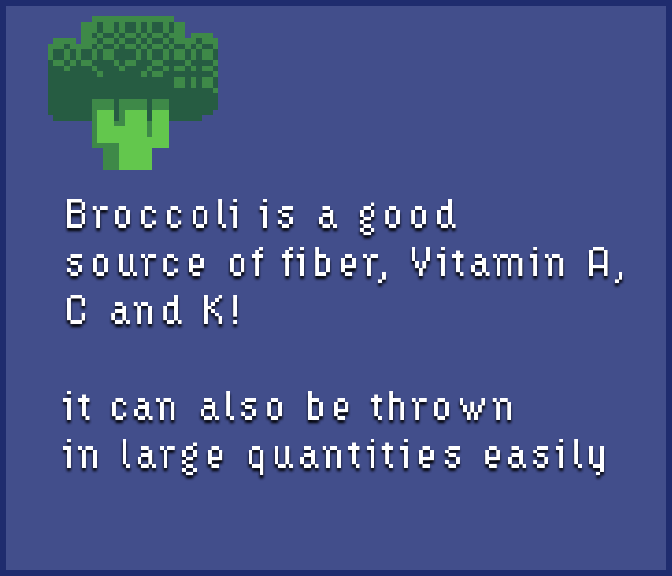 Broccoli is a good
source of fiber, Vitamin A,
C and K!
it can also be thrown
in large quantities easily